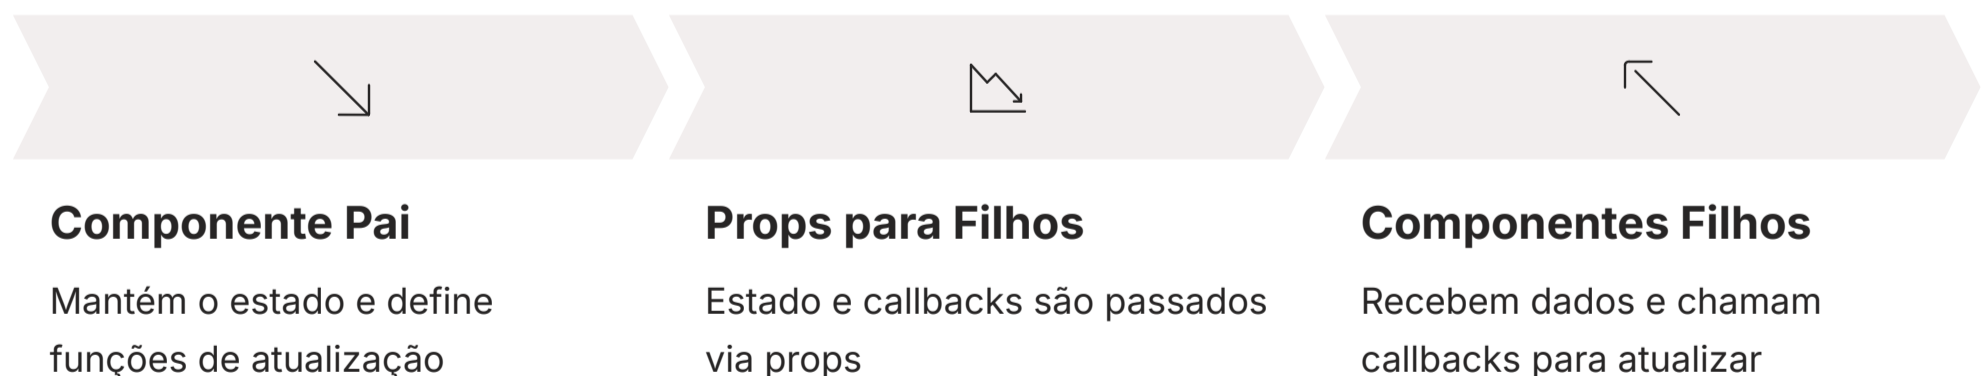 Componente Pai
Mantém o estado e define
funções de atualização
Props para Filhos
Estado e callbacks são passados
via props
Componentes Filhos
Recebem dados e chamam
callbacks para atualizar